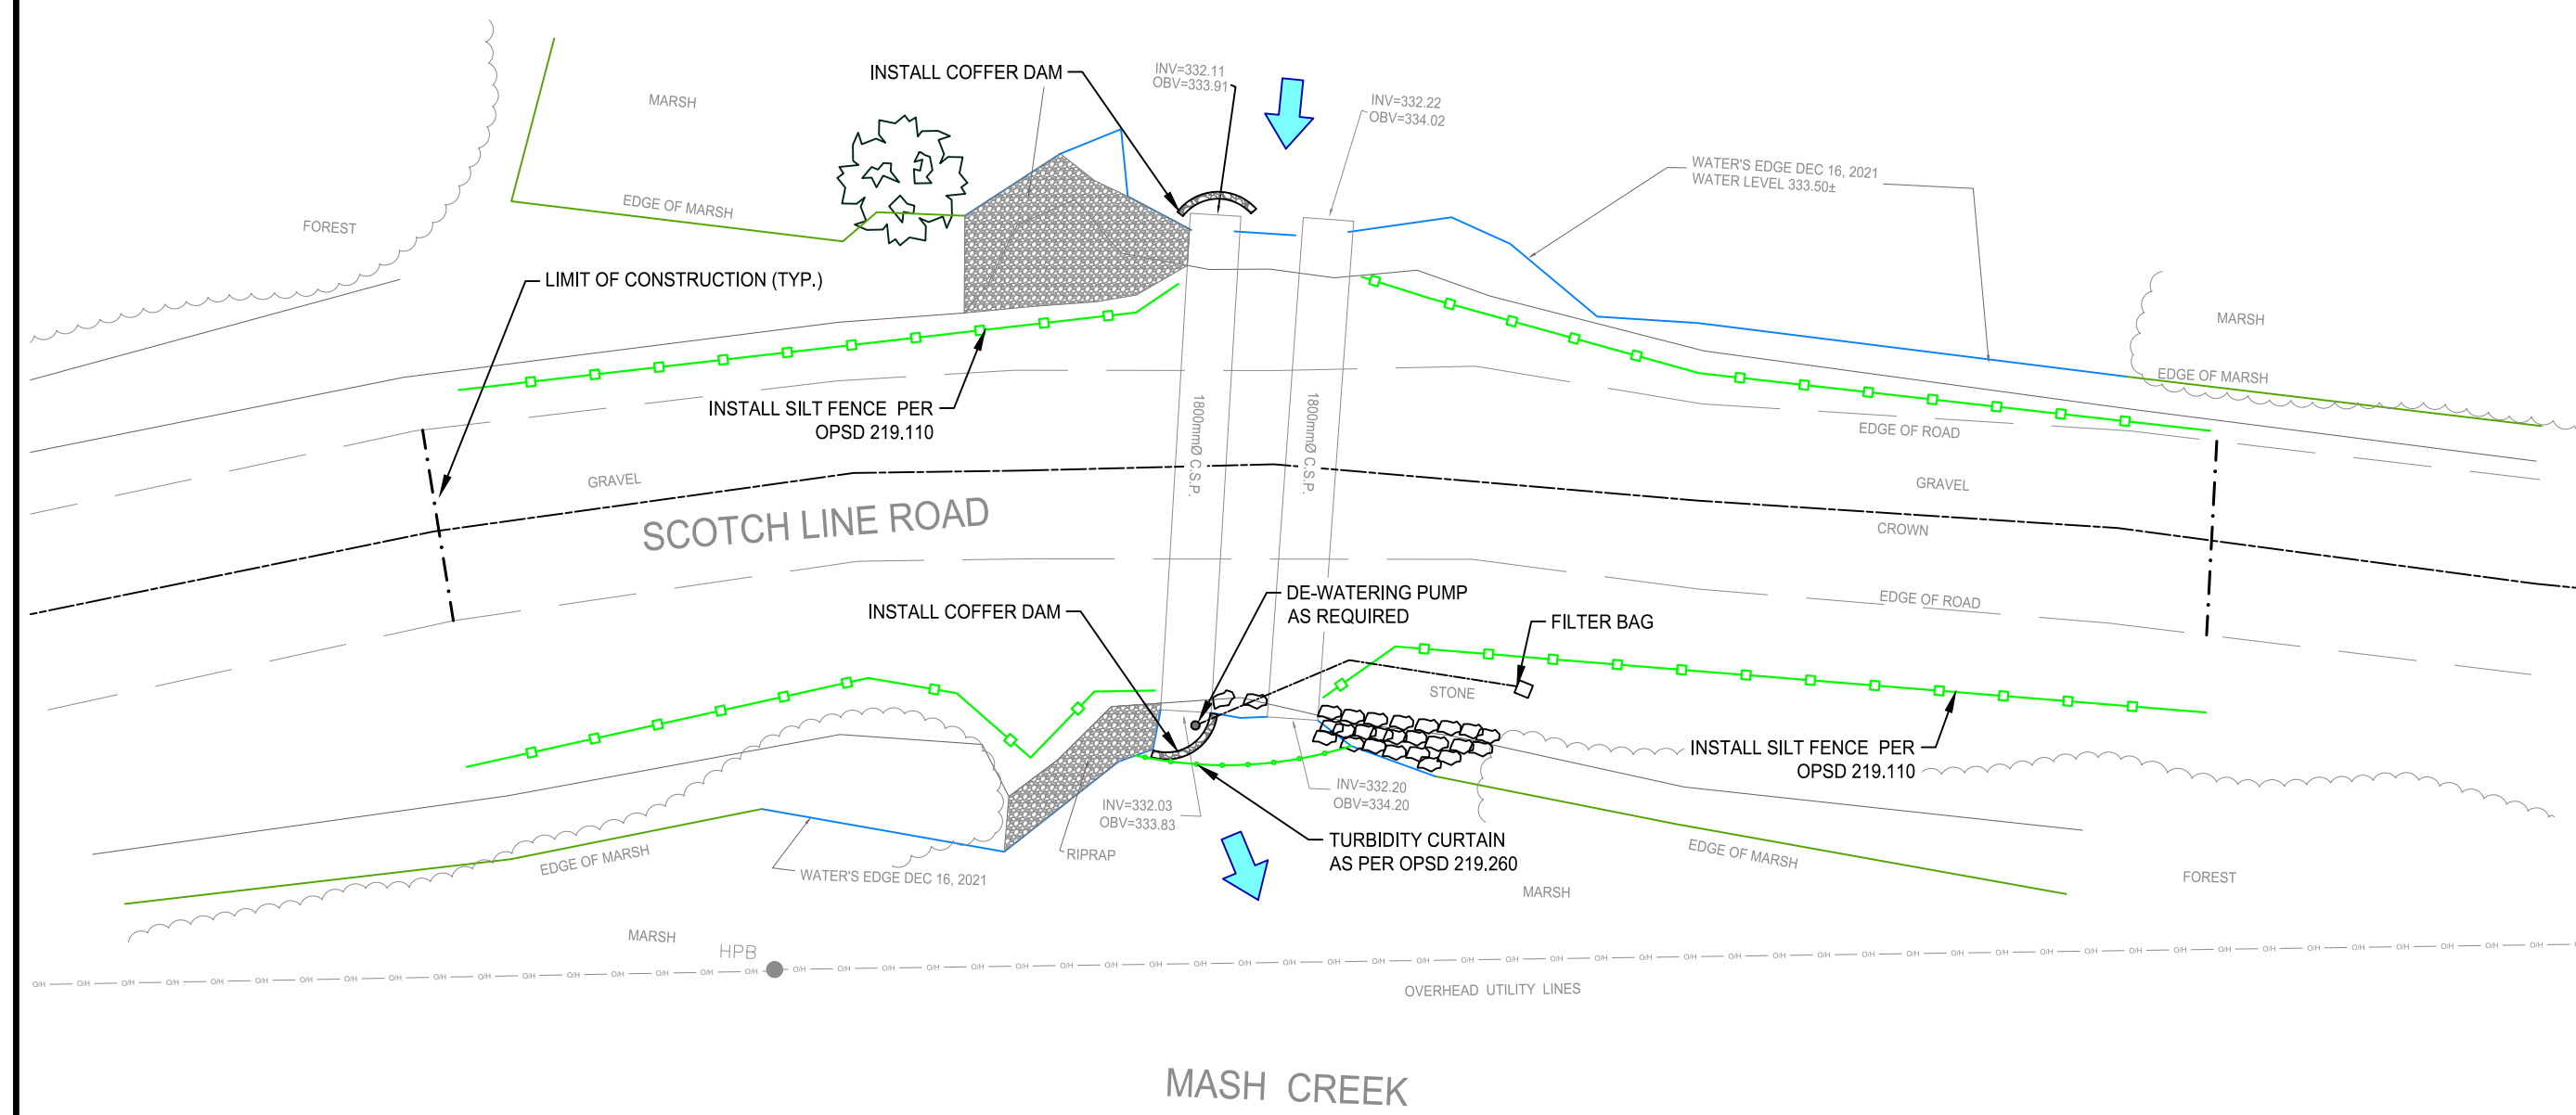 INSTALL COFFER DAM
INV=332.11
OBV=333.91
INV=332.22
OBV=334.02
MARSH
WATER'S EDGE DEC 16, 2021
WATER LEVEL 333.50±
EDGE OF MARSH
FOREST
LIMIT OF CONSTRUCTION (TYP.)
MARSH
EDGE OF MARSH
INSTALL SILT FENCE PER
OPSD 219.110
1800mmØ C.S.P.
1800mmØ C.S.P.
EDGE OF ROAD
GRAVEL
GRAVEL
SCOTCH LINE ROAD
CROWN
INSTALL COFFER DAM
DE-WATERING PUMP
AS REQUIRED
FILTER BAG
EDGE OF ROAD
STONE
INSTALL SILT FENCE PER
OPSD 219.110
INV=332.20
OBV=334.20
INV=332.03
OBV=333.83
RIPRAP
TURBIDITY CURTAIN
AS PER OPSD 219.260
EDGE OF MARSH
EDGE OF MARSH
WATER'S EDGE DEC 16, 2021
MARSH
FOREST
MARSH
HPB
O/H O/H O/H O/H O/H O/H O/H O/H O/H O/H O/H O/H O/H O/H O/H O/H O/H O/H O/H O/H O/H O/H O/H O/H O/H O/H O/H O/H O/H O/H O/H O/H O/H O/H O/H O/H O/H O/H O/H O/H O/H O/H O/H O/H O/H O/H O/H O/H O/H O/H O/H O/H O/H O/H O/H O/H O/H
OVERHEAD UTILITY LINES
MASH CREEK